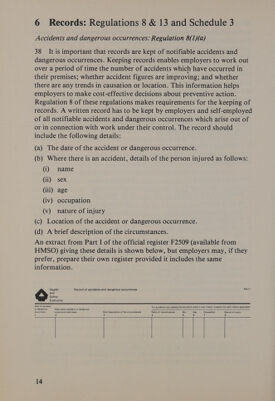 6 Records: Regulations 8 & 13 and Schedule 3
Accidents and dangerous occurrences: Regulation 8(1)(a)
38 It is important that records are kept of notifiable accidents and
dangerous occurrences. Keeping records enables employers to work out
over a period of time the number of accidents which have occurred in
their premises; whether accident figures are improving; and whether
there are any trends in causation or location. This information helps
employers to make cost-effective decisions about preventive action.
Regulation 8 of these regulations makes requirements for the keeping of
records. A written record has to be kept by employers and self-employed
of all notifiable accidents and dangerous occurrences which arise out of
or in connection with work under their control. The record should
include the following details:
(a) The date of the accident or dangerous occurrence.
(b) Where there is an accident, details of the person injured as follows:
(i) name
(ii) sex
(iii) age
(iv) occupation
(v) nature of injury
(c) Location of the accident or dangerous occurrence.
(d) A brief description of the circumstances.
An extract from Part I of the official register F2509 (available from
HMSO) giving these details is shown below, but employers may, if they
prefer, prepare their own register provided it includes the same
information.
Health
and
Safety
Executive
Record of accidents and dangerous occurrences
14